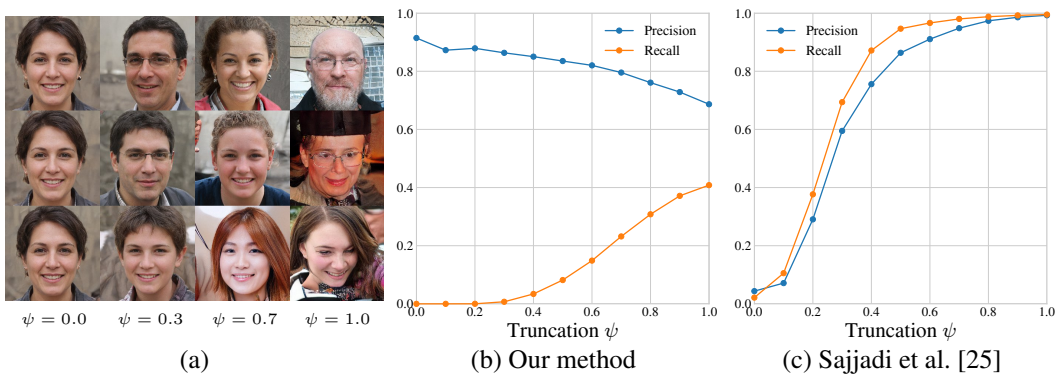 ψ = 0.0 ψ = 0.3 ψ = 0.7 ψ = 1.0
(a)
1.0
0.8
0.6
0.4
0.2
0.0
Precision
Recall
0.0 0.2 0.4 0.6 0.8 1.0
Truncation ψ
(b) Our method
1.0
0.8
0.6
0.4
0.2
0.0
Precision
Recall
0.0 0.2 0.4 0.6 0.8 1.0
Truncation ψ
(c) Sajjadi et al. [25]